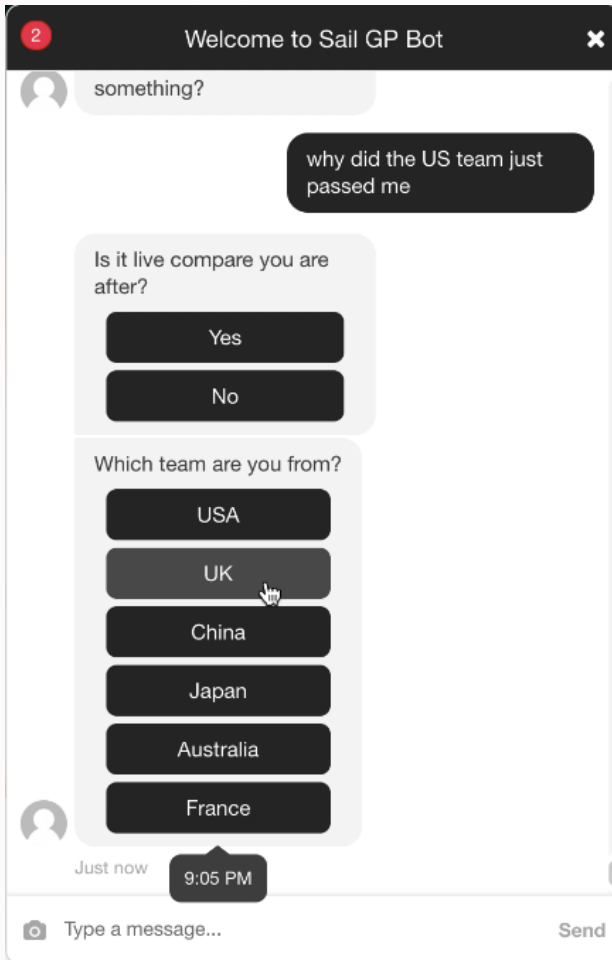 2
Welcome to Sail GP Bot
something?
why did the US team just
passed me
Is it live compare you are
after?
Yes
No
Which team are you from?
USA
UK
China
Japan
Australia
France
Just now
9:05 PM
Type a message...
Send